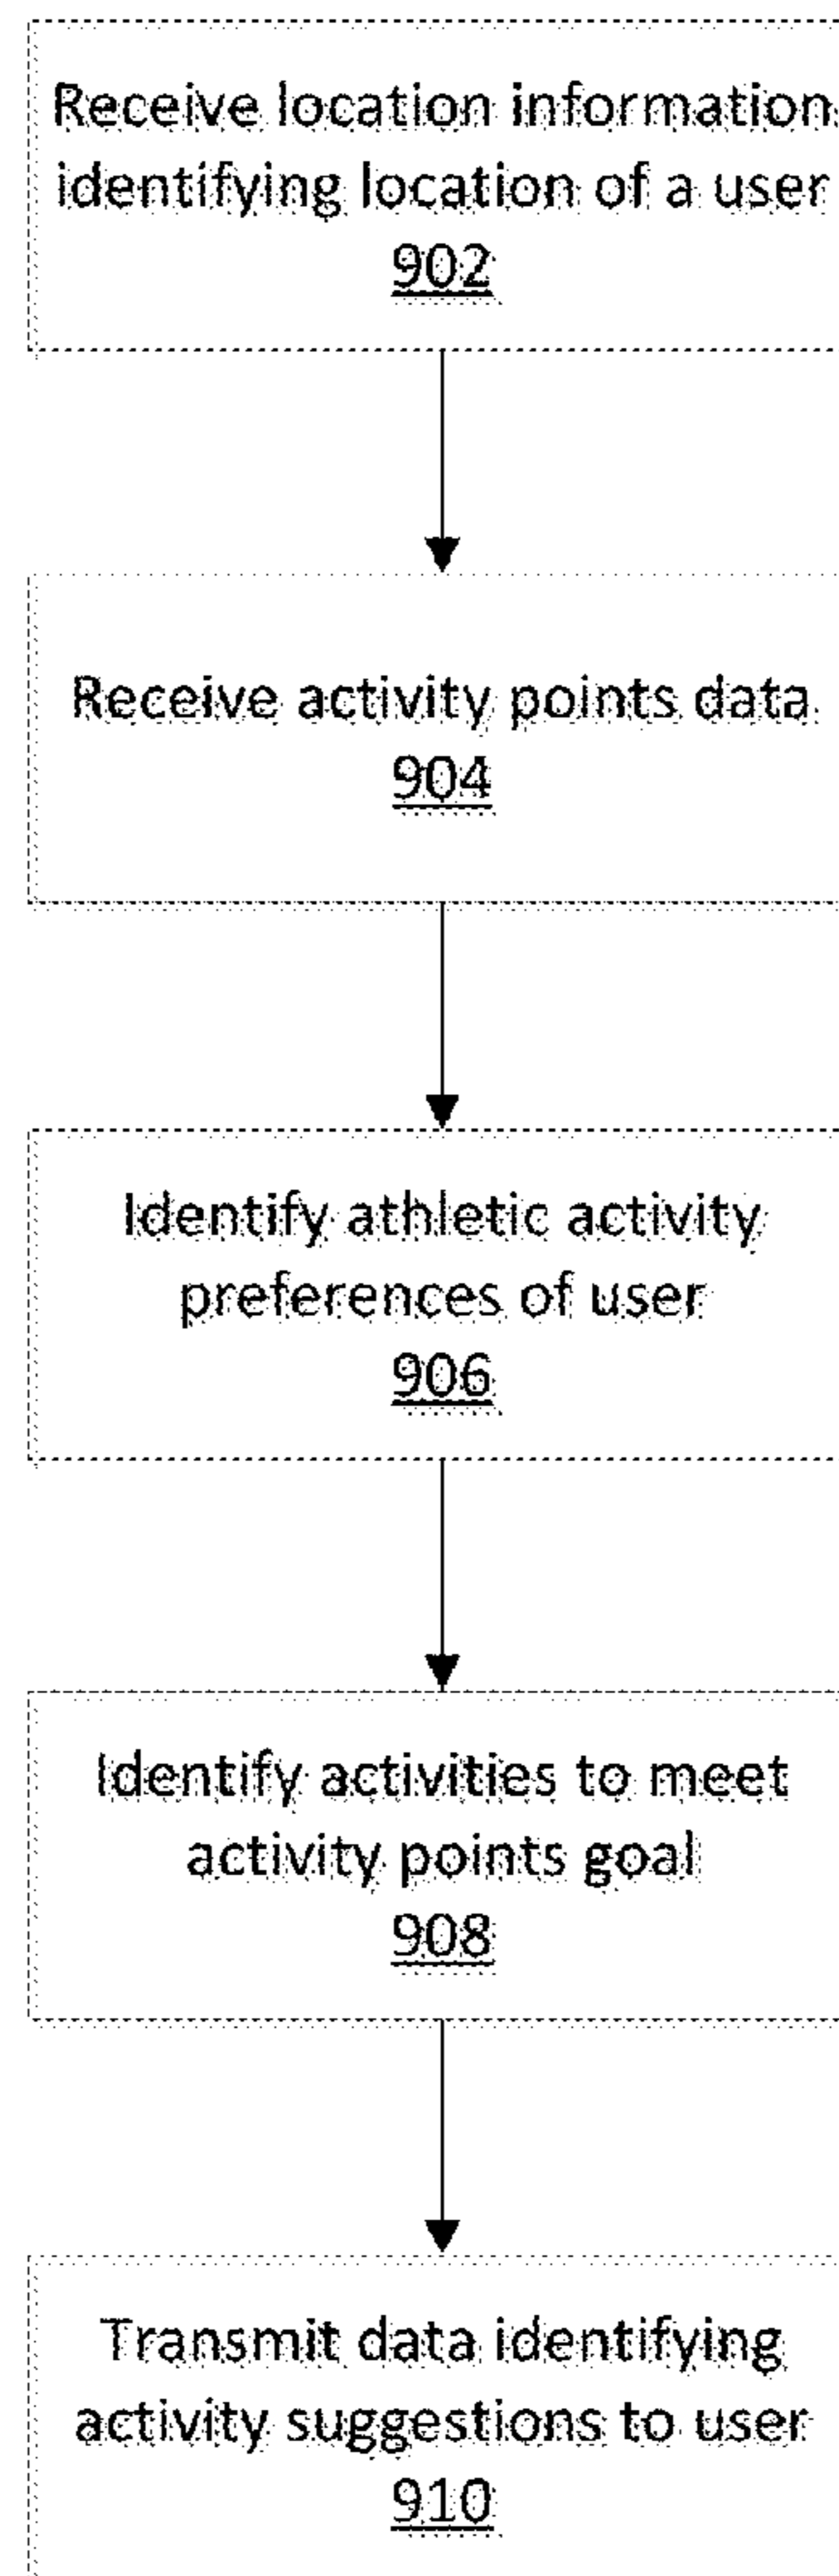 Receive location information
identifying location of a user
902
Receive activity points data
904
Identify athletic activity
preferences of user
906
Identify activities to meet
activity points goal
908
Transmit data identifying
activity suggestions to user
910